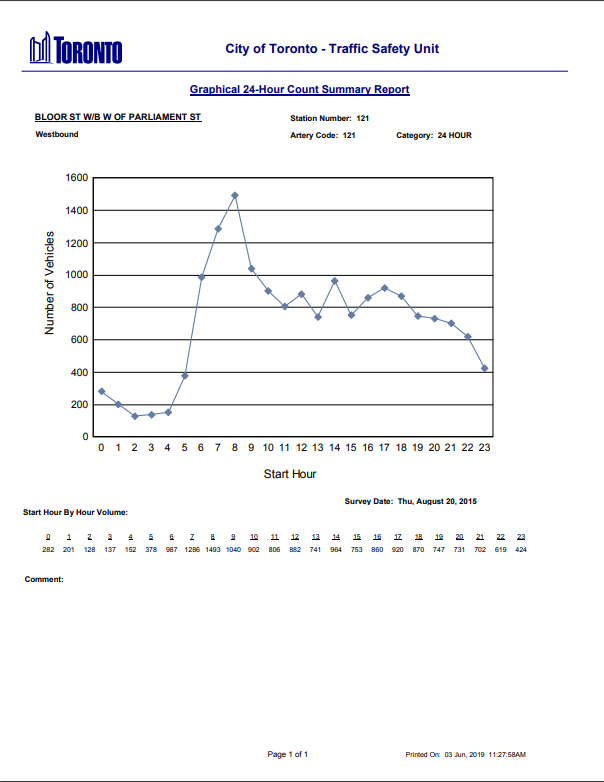 TORONTO
City of Toronto - Traffic Safety Unit
Graphical 24-Hour Count Summary Report
BLOOR ST W/B W OF PARLIAMENT ST
Station Number: 121
Westbound
Artery Code: 121
Category: 24 HOUR
Number of Vehicles
1600
1400
1200
1000
800
600
400
200
0
0 1 2 3 4 5 6 7 8 9 10 11 12 13 14 15 16 17 18 19 20 21 22 23
Start Hour
Survey Date: Thu, August 20, 2015
Start Hour By Hour Volume:
0 1 2 3 4 5 6 7 8 9 10 11 12 13 14 15 16 17 18 19 20 21 22 23
282 201 128 137 152 378 987 1286 1493 1040 902 806 882 741 964 753 860 920 870 747 731 702 619 424
Comment:
Page 1 of 1
Printed On: 03 Jun, 2019 11:27:58AM